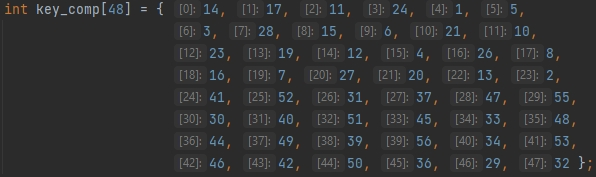 int key_comp[48] = { [0]: 14, [1]: 17, [2]: 11, [3]: 24, [4]: 1, [5]: 5,
[6]: 3, [7]: 28, [8]: 15, [9]: 6, [10]: 21, [11]: 10,
[12]: 23, [13]: 19, [14]: 12, [15]: 4, [16]: 26, [17]: 8,
[18]: 16, [19]: 7, [20]: 27, [21]: 20, [22]: 13, [23]: 2,
[24]: 41, [25]: 52, [26]: 31, [27]: 37, [28]: 47, [29]: 55,
[30]: 30, [31]: 40, [32]: 51, [33]: 45, [34]: 33, [35]: 48,
[36]: 44, [37]: 49, [38]: 39, [39]: 56, [40]: 34, [41]: 53,
[42]: 46, [43]: 42, [44]: 50, [45]: 36, [46]: 29, [47]: 32 };